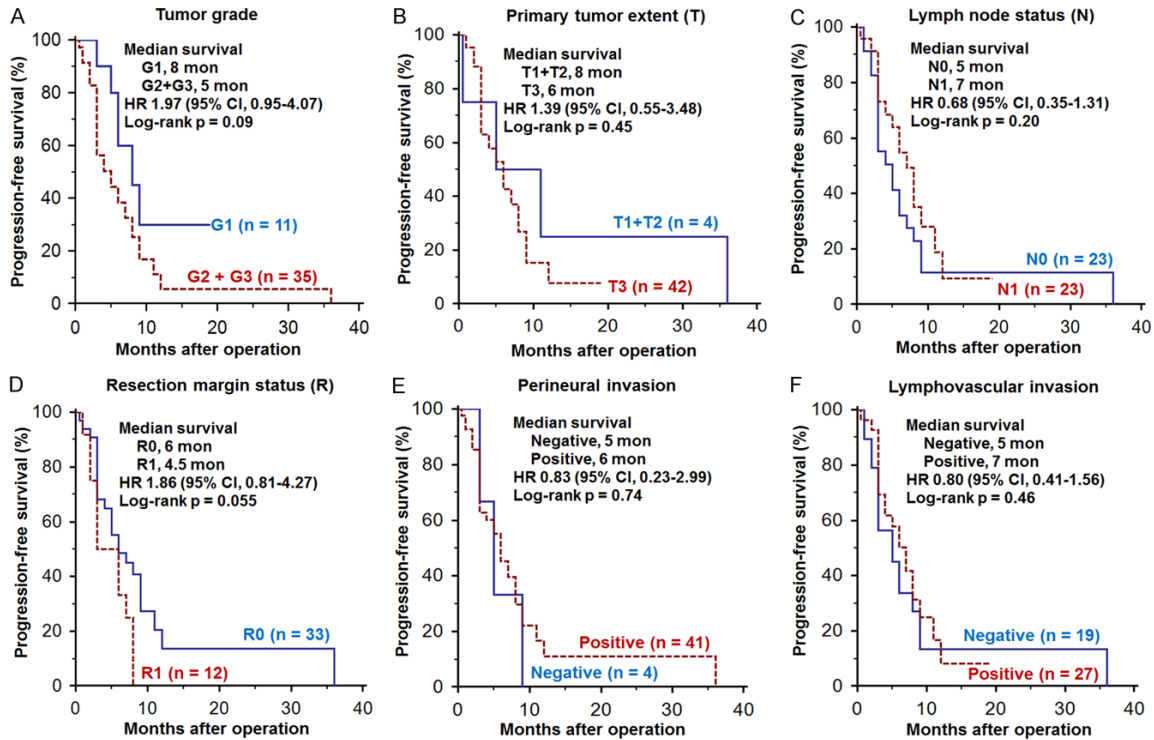 A
Tumor grade
Progression-free survival (%)
100
80
60
40
20
0
Median survival
G1, 8 mon
G2+G3, 5 mon
HR 1.97 (95% CI, 0.95-4.07)
Log-rank p = 0.09
G1 (n = 11)
G2 + G3 (n = 35)
0 10 20 30 40
Months after operation
B
Primary tumor extent (T)
Progression-free survival (%)
100
80
60
40
20
0
Median survival
T1+T2, 8 mon
T3, 6 mon
HR 1.39 (95% CI, 0.55-3.48)
Log-rank p = 0.45
T1+T2 (n = 4)
T3 (n = 42)
0 10 20 30 40
Months after operation
C
Lymph node status (N)
Progression-free survival (%)
100
80
60
40
20
0
Median survival
N0, 5 mon
N1, 7 mon
HR 0.68 (95% CI, 0.35-1.31)
Log-rank p = 0.20
N0 (n = 23)
N1 (n = 23)
0 10 20 30 40
Months after operation
D
Resection margin status (R)
Progression-free survival (%)
100
80
60
40
20
0
Median survival
R0, 6 mon
R1, 4.5 mon
HR 1.86 (95% CI, 0.81-4.27)
Log-rank p = 0.055
R0 (n = 33)
R1 (n = 12)
0 10 20 30 40
Months after operation
E
Perineural invasion
Progression-free survival (%)
100
80
60
40
20
0
Median survival
Negative, 5 mon
Positive, 6 mon
HR 0.83 (95% CI, 0.23-2.99)
Log-rank p = 0.74
Positive (n = 41)
Negative (n = 4)
0 10 20 30 40
Months after operation
F
Lymphovascular invasion
Progression-free survival (%)
100
80
60
40
20
0
Median survival
Negative, 5 mon
Positive, 7 mon
HR 0.80 (95% CI, 0.41-1.56)
Log-rank p = 0.46
Negative (n = 19)
Positive (n = 27)
0 10 20 30 40
Months after operation